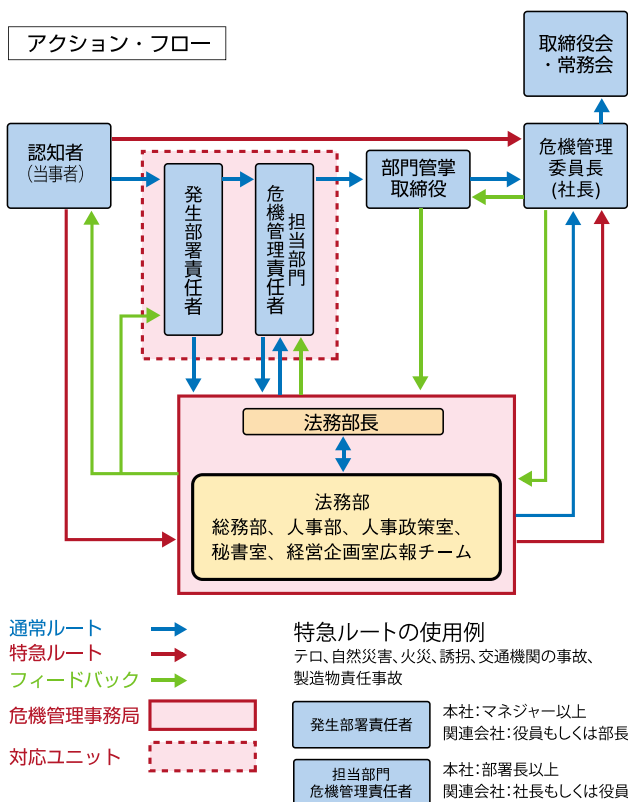 アクション・フロー
取締役会
・常務会
認知者
（当事者）
発生部署責任者
担当部門
危機管理責任者
部門管掌
取締役
危機管理
委員長
(社長)
法務部長
法務部
総務部、人事部、人事政策室、
秘書室、経営企画室広報チーム
通常ルート
特急ルート
フィードバック
危機管理事務局
対応ユニット
特急ルートの使用例
テロ、自然災害、火災、誘拐、交通機関の事故、
製造物責任事故
発生部署責任者
本社：マネジャー以上
関連会社：役員もしくは部長
担当部門
危機管理責任者
本社：部署長以上
関連会社：社長もしくは役員